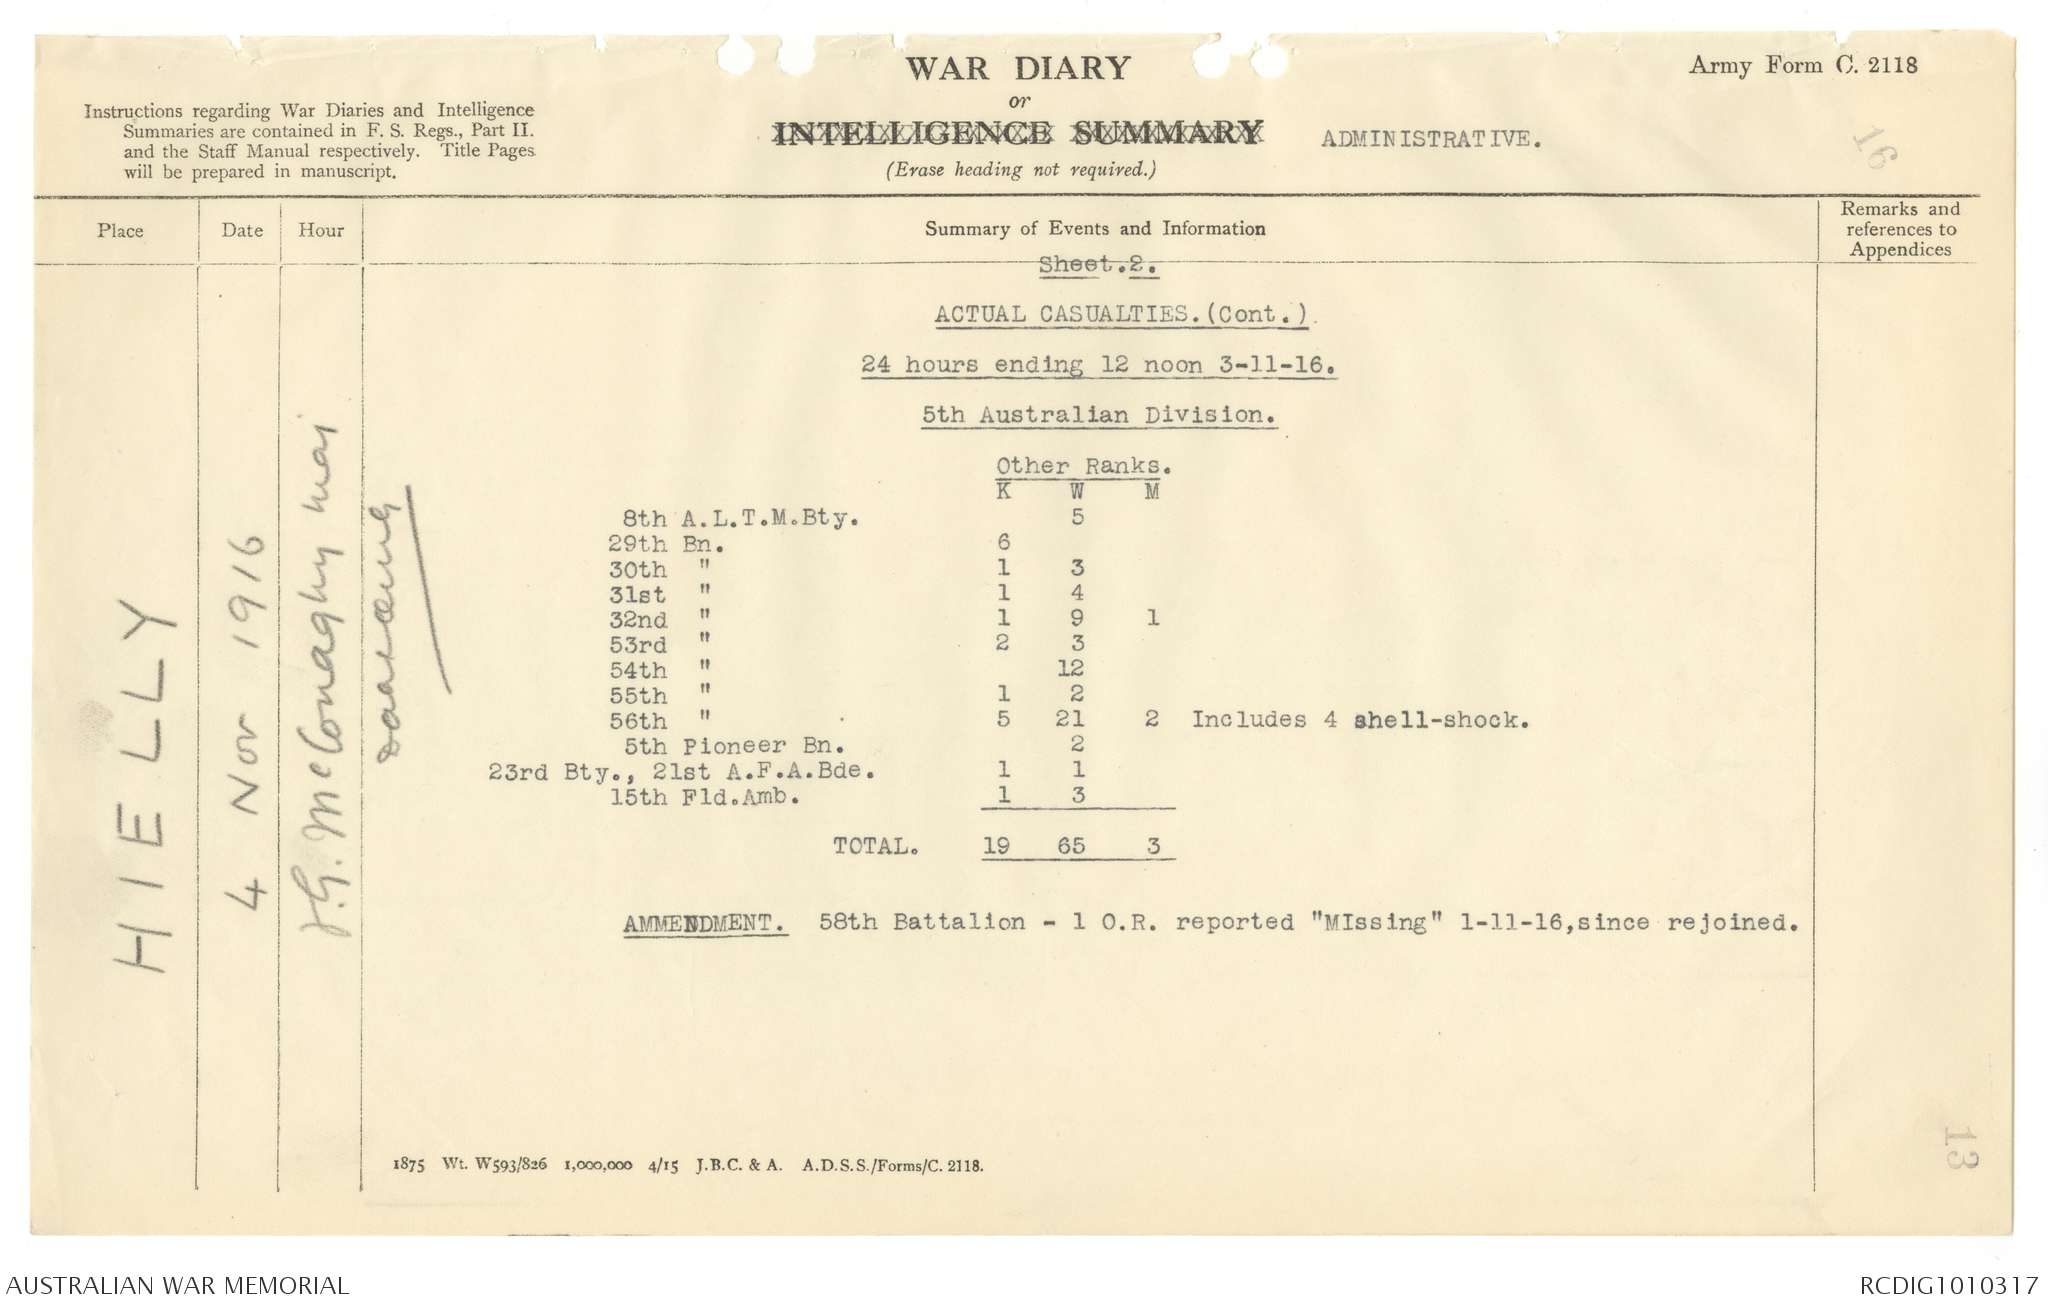 WAR DIARY
or
INTELLIGENCE SUMMARY
(Erase heading not required.)
ADMINISTRATIVE.
Army Form C. 2118
16
Instructions regarding War Diaries and Intelligence
Summaries are contained in F. S. Regs., Part II.
and the Staff Manual respectively. Title Pages
will be prepared in manuscript.
Place Date Hour Summary of Events and Information Remarks and references to Appendices
HIELLY
4 Nov 1916
J.G. McConaghy Maj
DAA&QMG
Sheet.2.
ACTUAL CASUALTIES.(Cont.)
24 hours ending 12 noon 3-11-16.
5th Australian Division.
Other Ranks.
K W M
8th A.L.T.M.Bty. 5
29th Bn. 6
30th " 1 3
31st " 1 4
32nd " 1 9 1
53rd " 2 3
54th " 12
55th " 1 2
56th " 5 21 2 Includes 4 shell-shock.
5th Pioneer Bn. 2
23rd Bty., 21st A.F.A.Bde. 1 1
15th Fld.Amb. 1 3
TOTAL. 19 65 3
AMMENDMENT. 58th Battalion - 1 O.R. reported "MIssing" 1-11-16,since rejoined.
13
1875 Wt. W593/826 1,000,000 4/15 J.B.C. & A. A.D.S.S./Forms/C. 2118.
AUSTRALIAN WAR MEMORIAL
RCDIG1010317